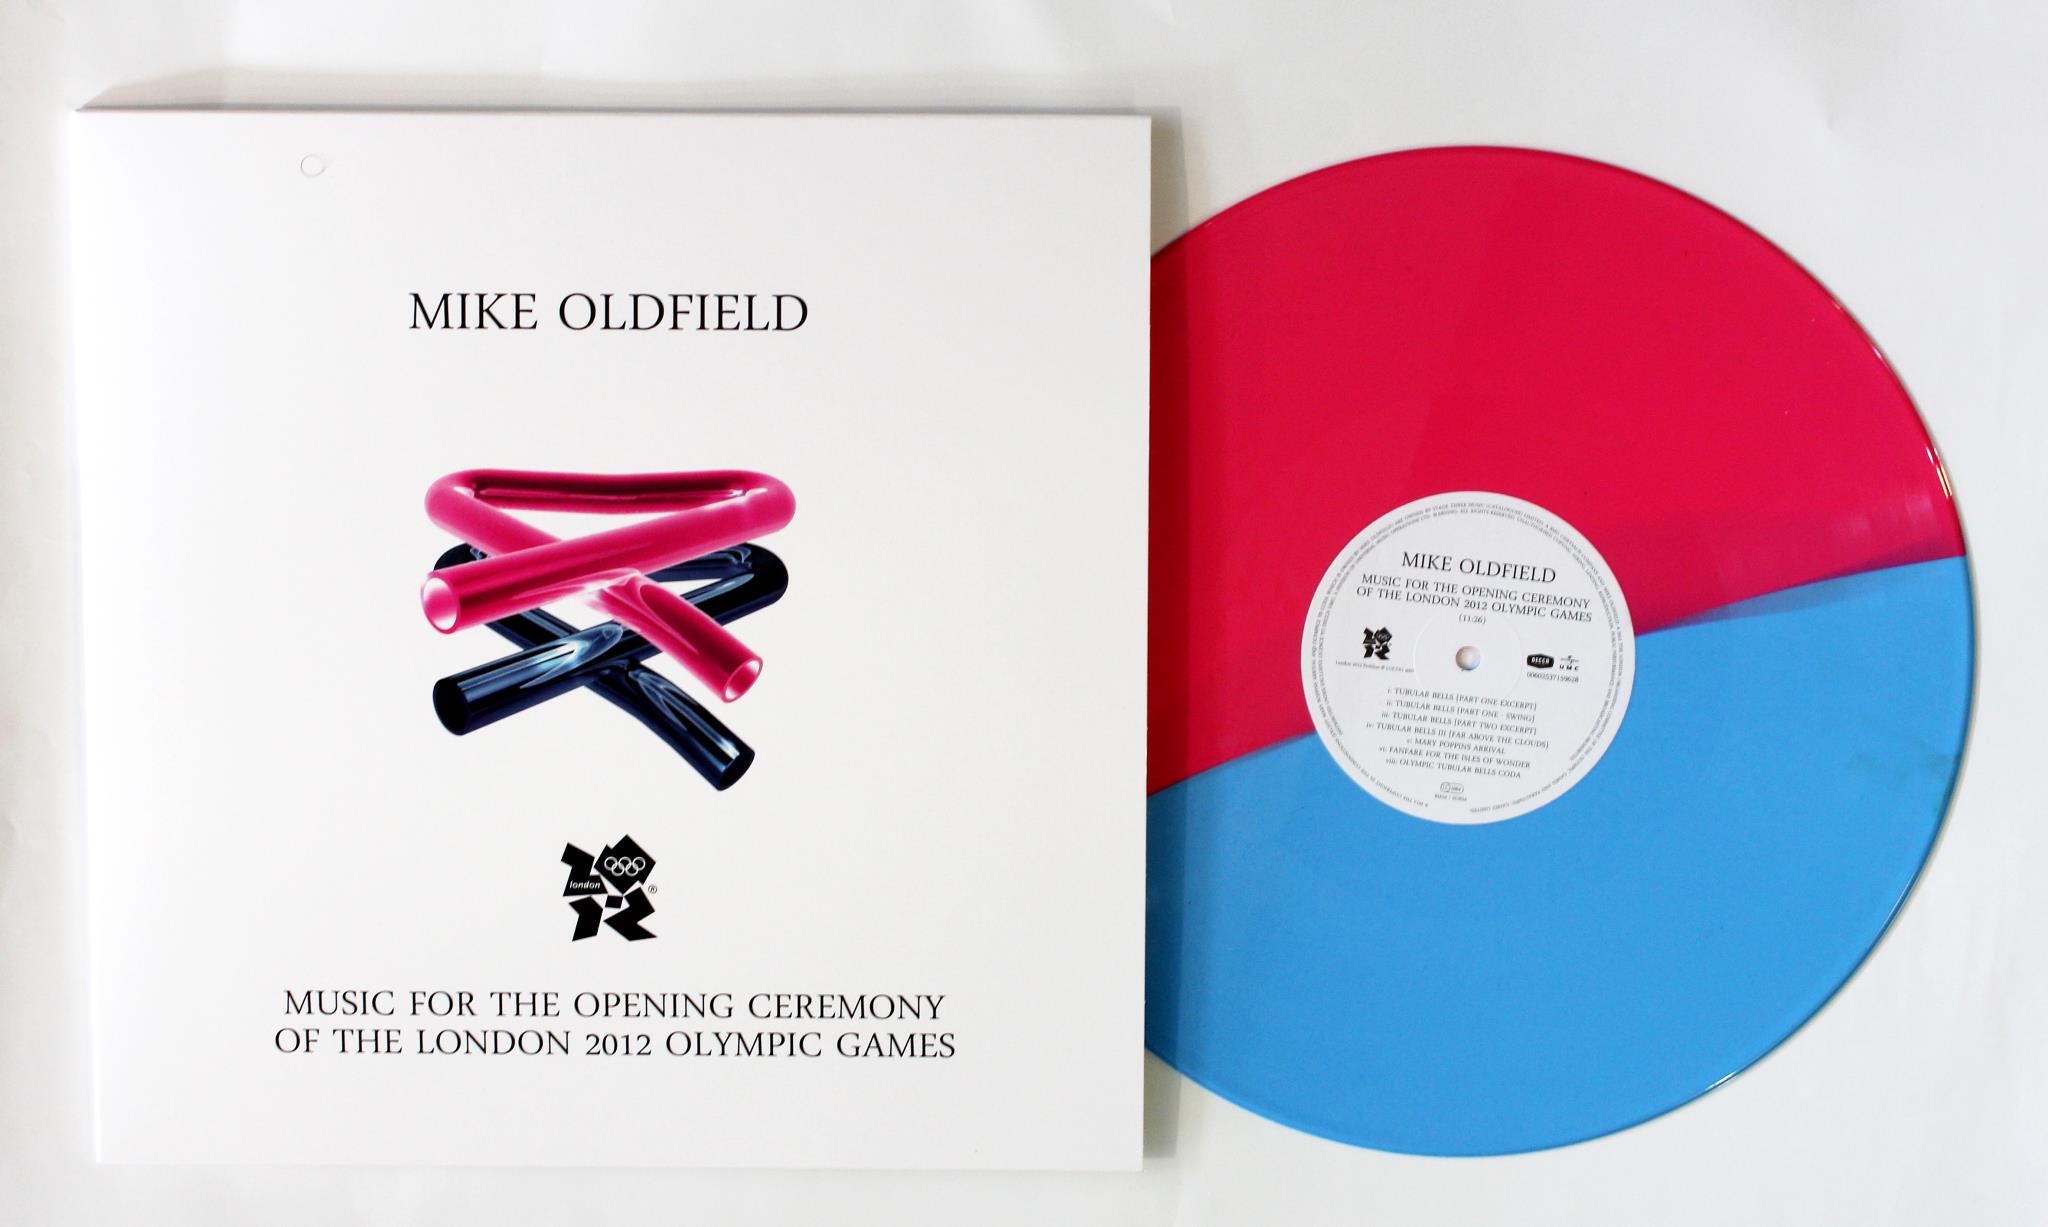 MIKE OLDFIELD
london
®
MUSIC FOR THE OPENING CEREMONY
OF THE LONDON 2012 OLYMPIC GAMES
MIKE OLDFIELD
MUSIC FOR THE OPENING CEREMONY
OF THE LONDON 2012 OLYMPIC GAMES
(11:26)
DECCA
UMC
00602537159628
i: TUBULAR BELLS [PART ONE EXCERPT]
ii: TUBULAR BELLS [PART ONE - SWING]
iii: TUBULAR BELLS [PART TWO EXCERPT]
iv: TUBULAR BELLS III [FAR ABOVE THE CLOUDS]
v: MARY POPPINS ARRIVAL
vi: FANFARE FOR THE ISLES OF WONDER
viii: OLYMPIC TUBULAR BELLS CODA